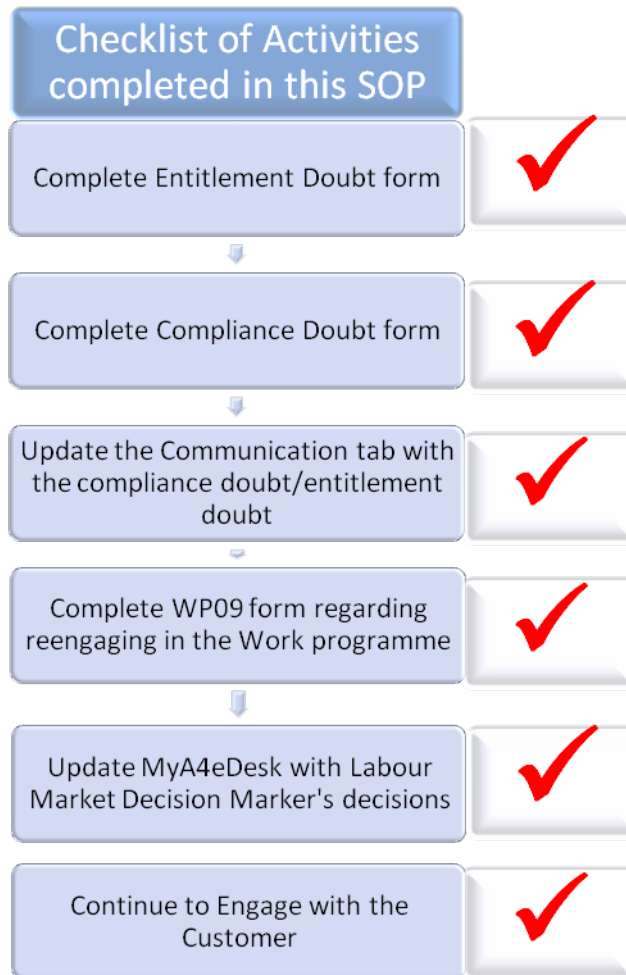 Checklist of Activities
completed in this SOP
Complete Entitlement Doubt form
Complete Compliance Doubt form
Update the Communication tab with
the compliance doubt/entitlement
doubt
Complete WP09 form regarding
reengaging in the Work programme
Update MyA4eDesk with Labour
Market Decision Marker's decisions
Continue to Engage with the
Customer